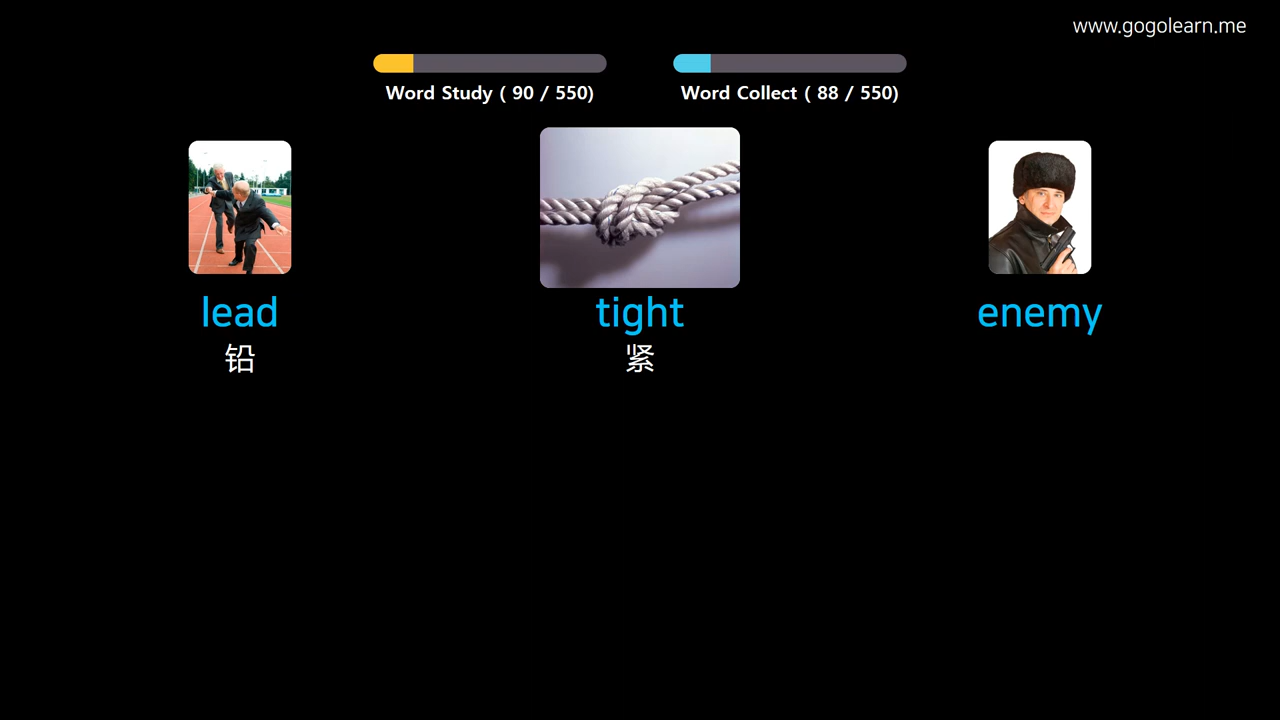 www.gogolearn.me
Word Study ( 90 / 550)
Word Collect ( 88 / 550)
lead
tight
enemy
铅
紧